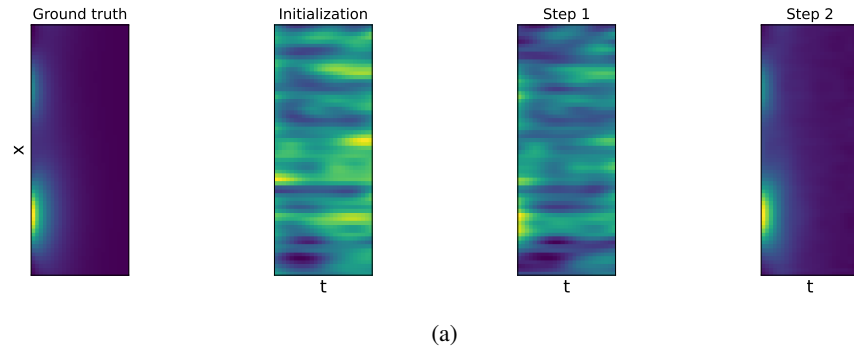 Ground truth
Initialization
Step 1
Step 2
x
t
t
t
(a)